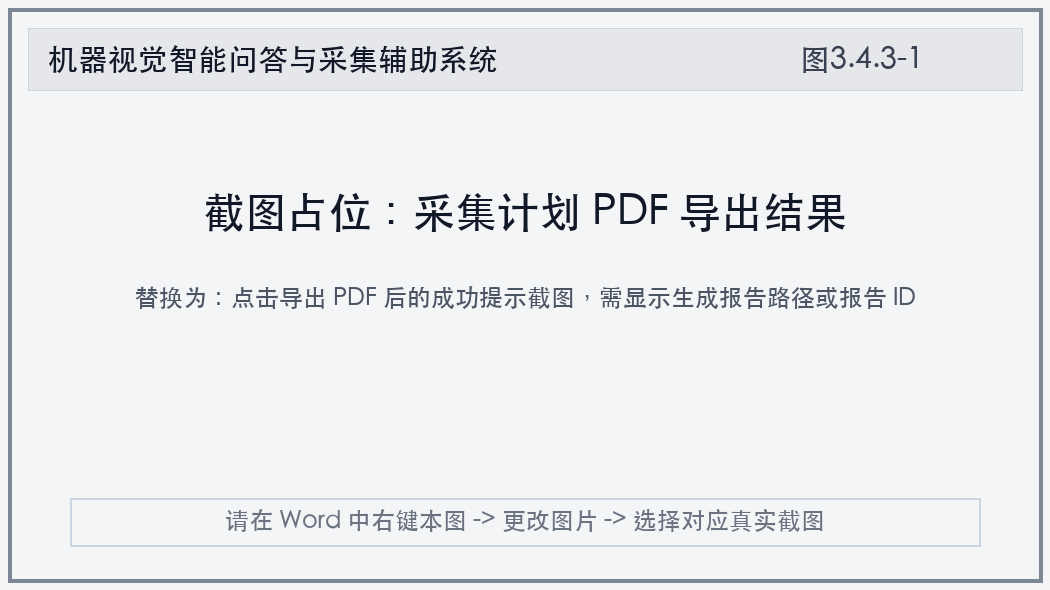 机器视觉智能问答与采集辅助系统 图3.4.3-1
截图占位：采集计划 PDF 导出结果
替换为：点击导出 PDF 后的成功提示截图，需显示生成报告路径或报告 ID
请在 Word 中右键本图 -> 更改图片 -> 选择对应真实截图